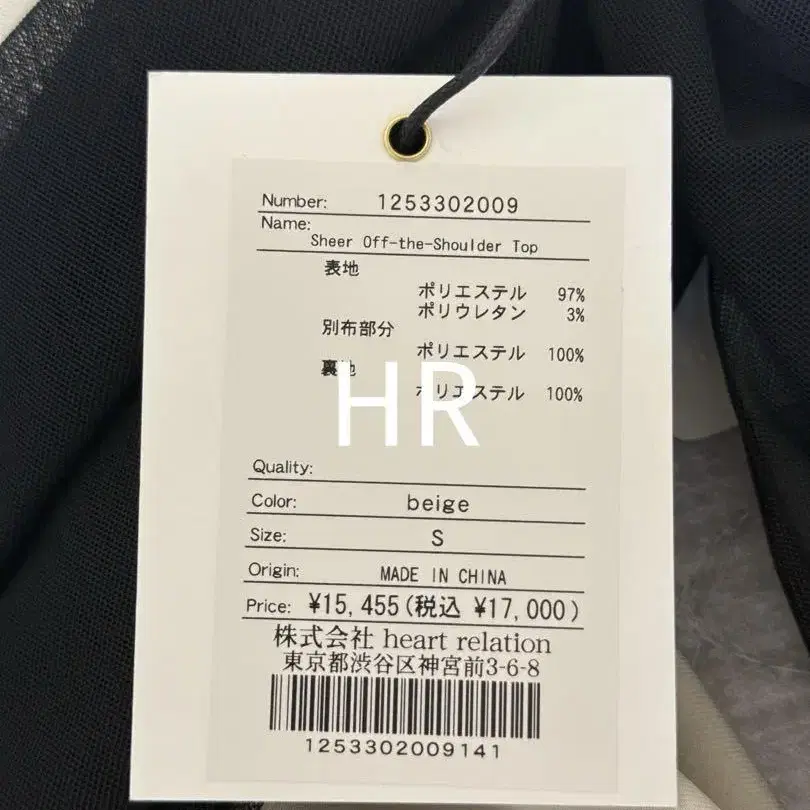 Number: 1253302009
Name:
Sheer Off-the-Shoulder Top
表地
ポリエステル 97%
ポリウレタン 3%
別布部分
ポリエステル 100%
裏地
ポリエステル 100%
HR
Quality:
Color: beige
Size: S
Origin: MADE IN CHINA
Price: ¥15,455(税込 ¥17,000)
株式会社 heart relation
東京都渋谷区神宮前3-6-8
1253302009141